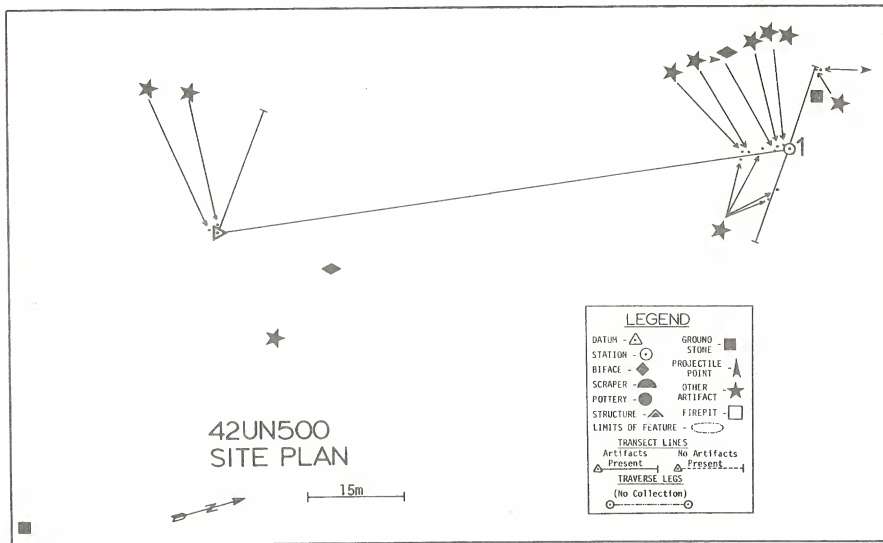 1
42UN500
SITE PLAN
N
15m
LEGEND
DATUM -
STATION -
BIFACE -
SCRAPER -
POTTERY -
STRUCTURE -
LIMITS OF FEATURE -
GROUND STONE -
PROJECTILE POINT -
OTHER ARTIFACT -
FIREPIT -
TRANSECT LINES
Artifacts Present
No Artifacts Present
TRAVERSE LEGS
(No Collection)